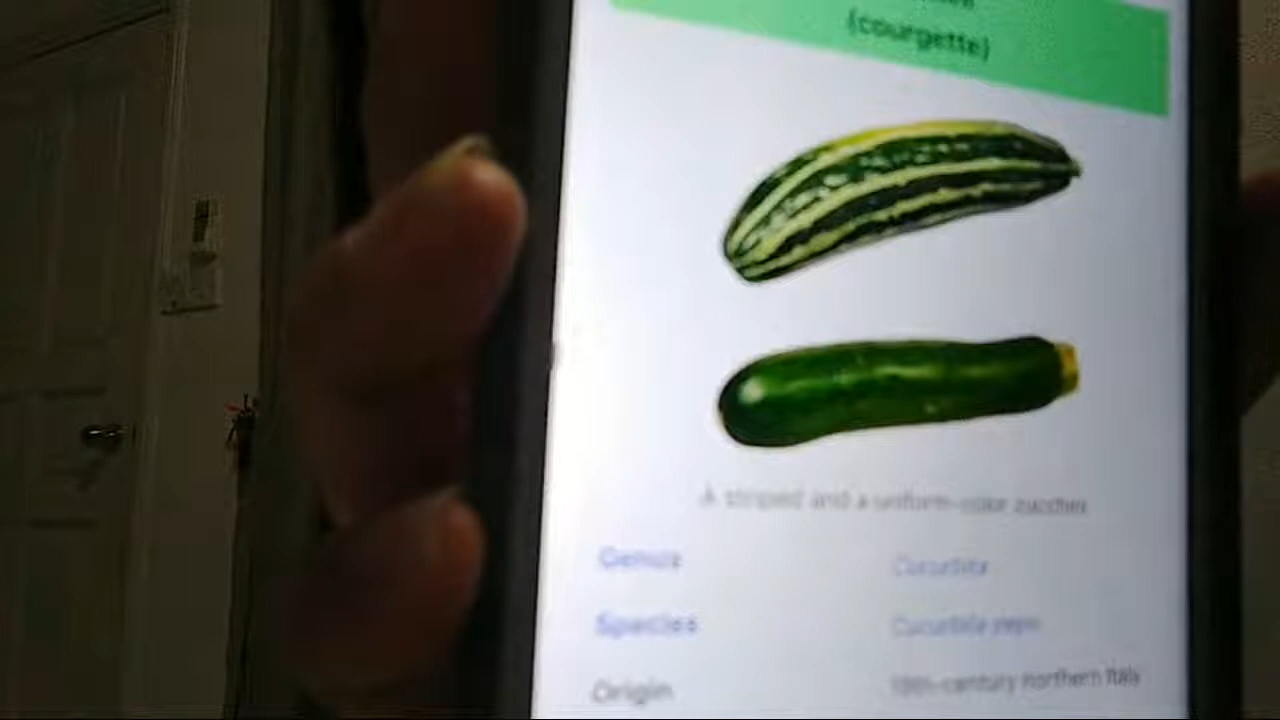 (courgette)
A striped and a uniform-color zucchini
Genus Cucurbita
Species Cucurbita pepo
Origin 19th-century northern Italy